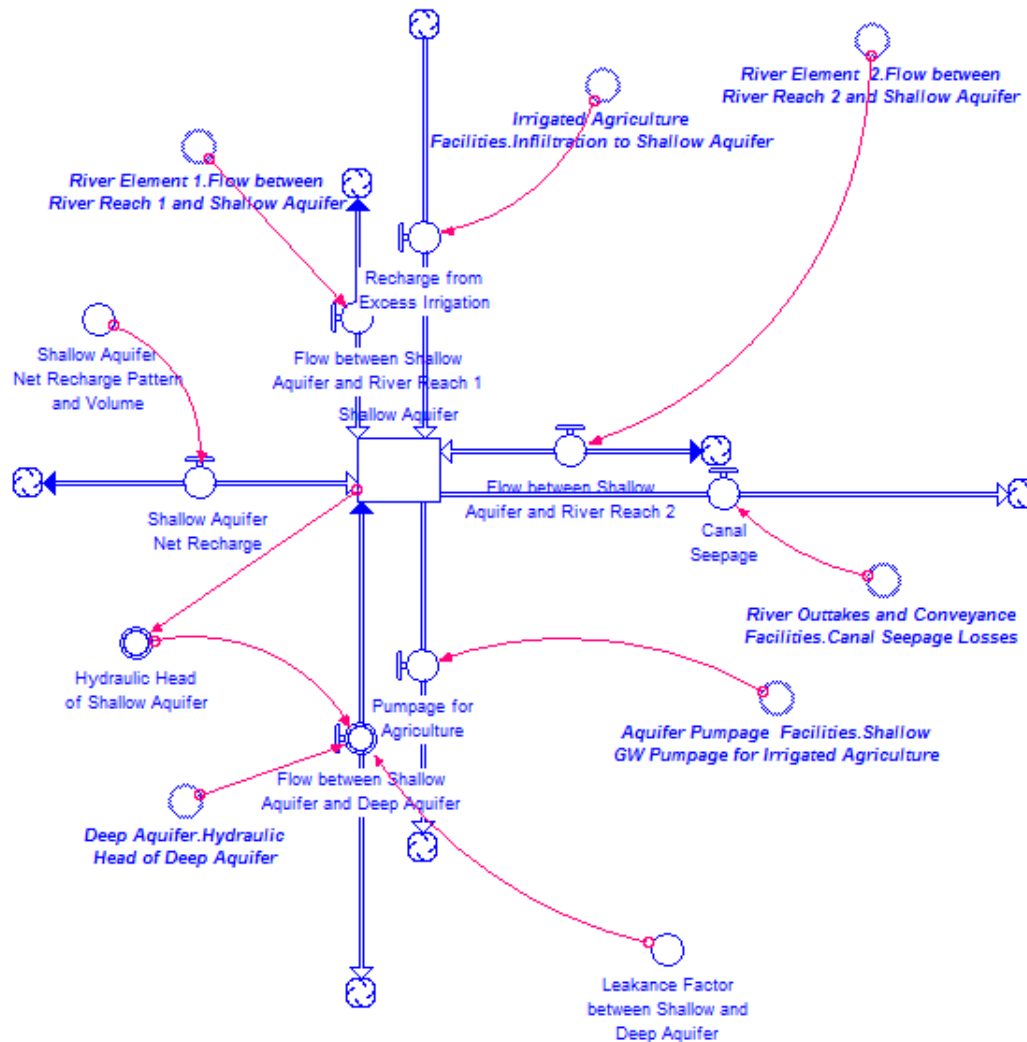 River Element  2.Flow between
River Reach 2 and Shallow Aquifer
Irrigated Agriculture
Facilities.Infliltration to Shallow Aquifer
River Element 1.Flow between
River Reach 1 and Shallow Aquifer
Recharge from
Excess Irrigation
Shallow Aquifer
Net Recharge Pattern
and Volume
Flow between Shallow
Aquifer and River Reach 1
Shallow Aquifer
Flow between Shallow
Aquifer and River Reach 2
Shallow Aquifer
Net Recharge
Canal
Seepage
River Outtakes and Conveyance
Facilities.Canal Seepage Losses
Hydraulic Head
of Shallow Aquifer
Pumpage for
Agriculture
Aquifer Pumpage  Facilities.Shallow
GW Pumpage for Irrigated Agriculture
Flow between Shallow
Aquifer and Deep Aquifer
Deep Aquifer.Hydraulic
Head of Deep Aquifer
Leakance Factor
between Shallow and
Deep Aquifer